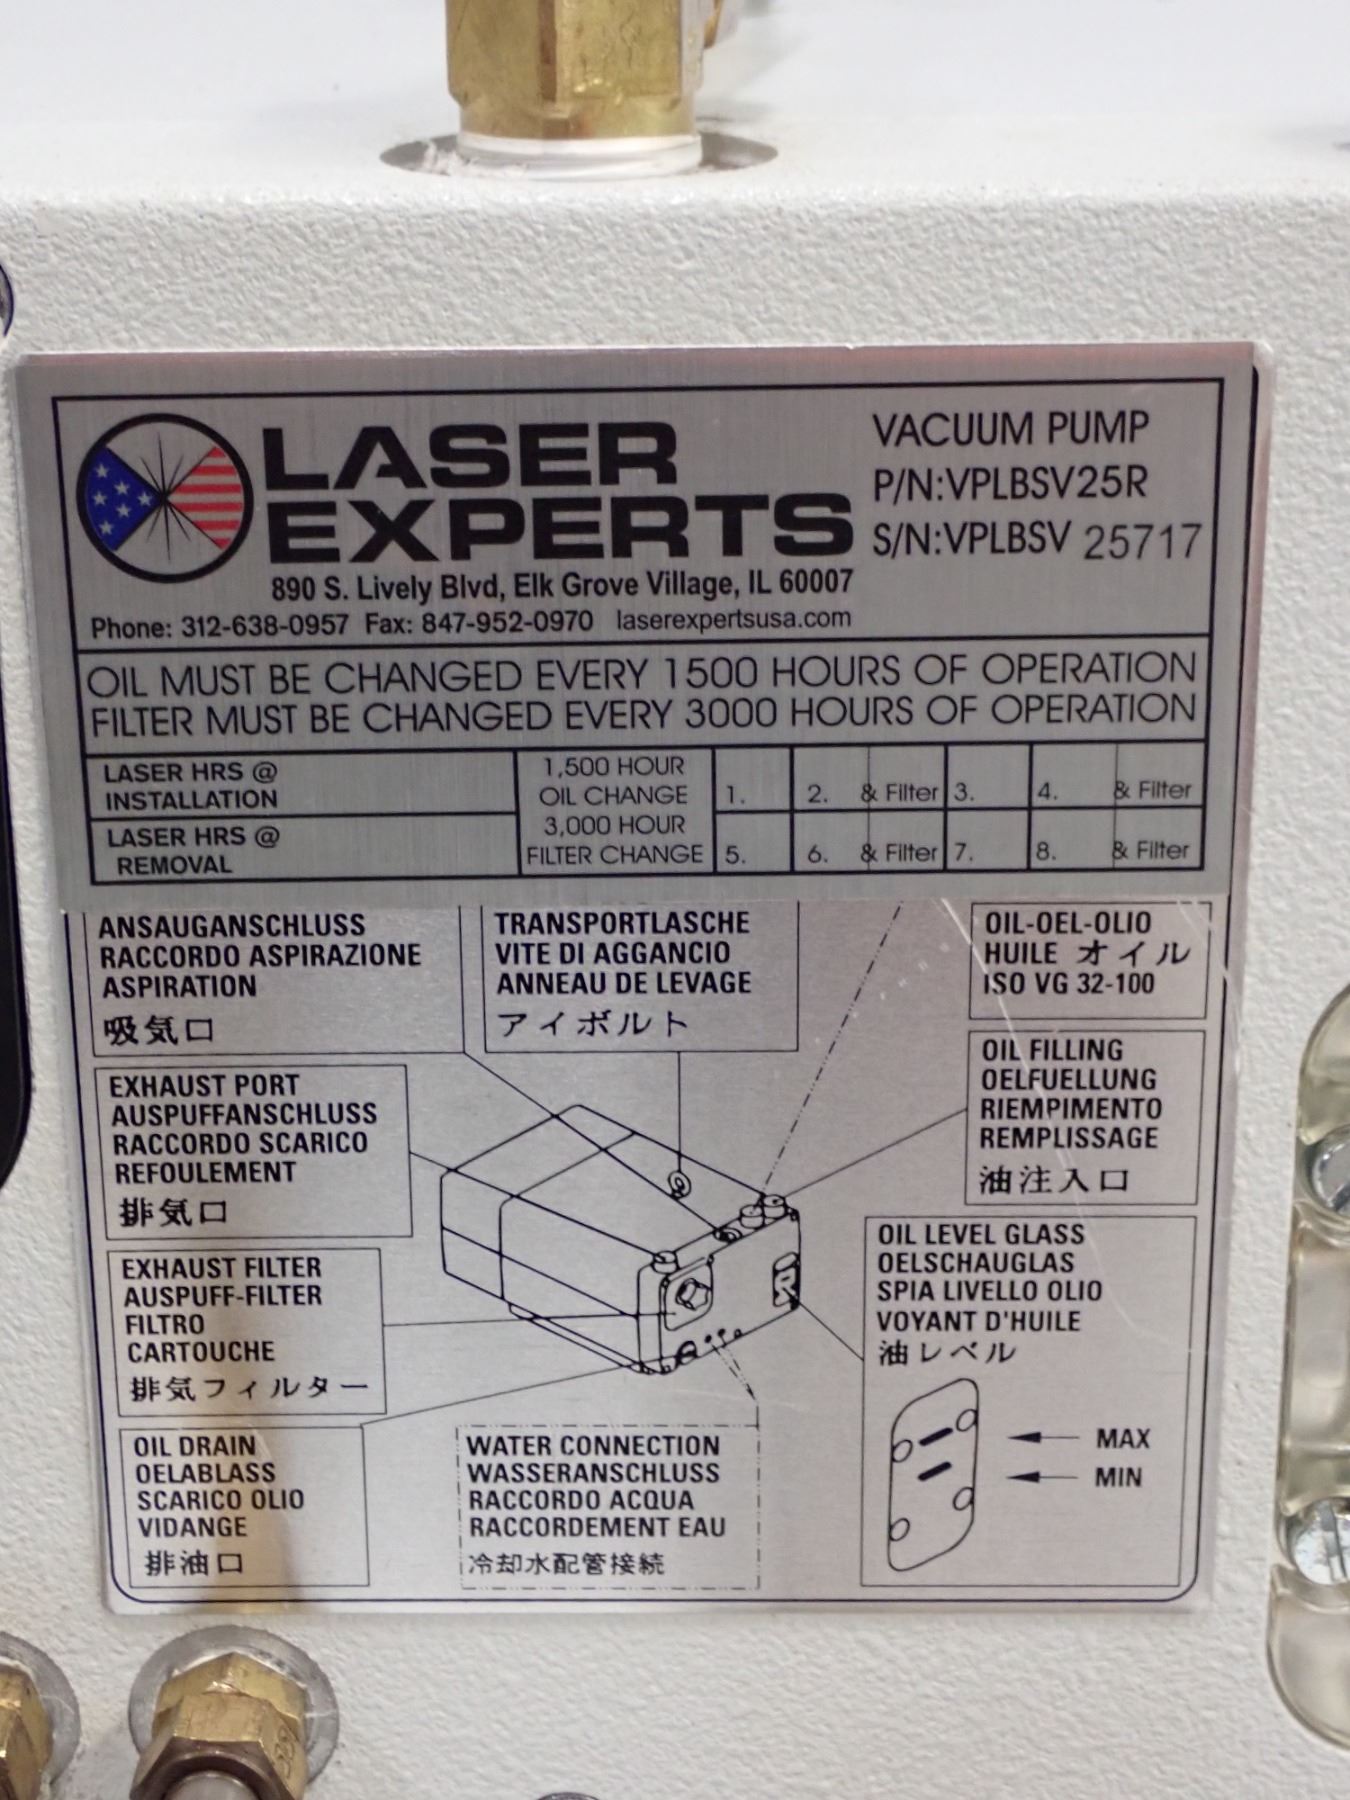 LASER
EXPERTS
890 S. Lively Blvd, Elk Grove Village, IL 60007
Phone: 312-638-0957 Fax: 847-952-0970 laserexpertsusa.com
VACUUM PUMP
P/N:VPLBSV25R
S/N:VPLBSV 25717
OIL MUST BE CHANGED EVERY 1500 HOURS OF OPERATION
FILTER MUST BE CHANGED EVERY 3000 HOURS OF OPERATION
LASER HRS @
INSTALLATION
LASER HRS @
REMOVAL
1,500 HOUR
OIL CHANGE
3,000 HOUR
FILTER CHANGE
1. 2. & Filter 3. 4. & Filter
5. 6. & Filter 7. 8. & Filter
ANSAUGANSCHLUSS
RACCORDO ASPIRAZIONE
ASPIRATION
吸気口
TRANSPORTLASCHE
VITE DI AGGANCIO
ANNEAU DE LEVAGE
アイボルト
OIL-OEL-OLIO
HUILE オイル
ISO VG 32-100
EXHAUST PORT
AUSPUFFANSCHLUSS
RACCORDO SCARICO
REFOULEMENT
排気口
OIL FILLING
OELFUELLUNG
RIEMPIMENTO
REMPLISSAGE
油注入口
EXHAUST FILTER
AUSPUFF-FILTER
FILTRO
CARTOUCHE
排気フィルター
OIL LEVEL GLASS
OELSCHAUGLAS
SPIA LIVELLO OLIO
VOYANT D'HUILE
油レベル
MAX
MIN
OIL DRAIN
OELABLASS
SCARICO OLIO
VIDANGE
排油口
WATER CONNECTION
WASSERANSCHLUSS
RACCORDO ACQUA
RACCORDEMENT EAU
冷却水配管接続